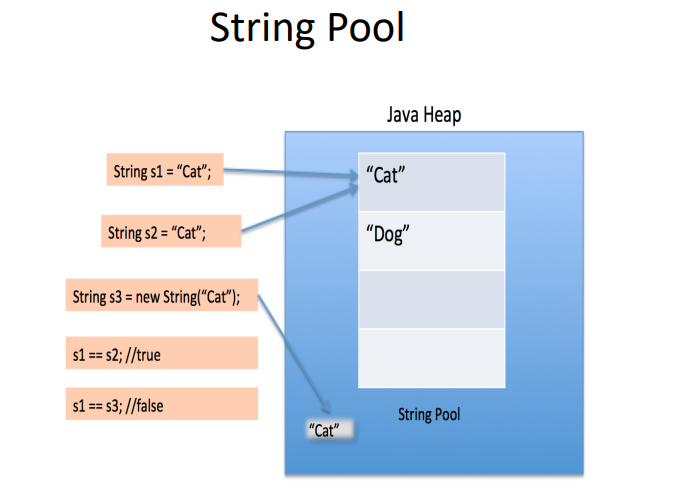 String Pool
Java Heap
String s1 = “Cat”;
“Cat”
String s2 = “Cat”;
“Dog”
String s3 = new String(“Cat”);
s1 == s2; //true
s1 == s3; //false
String Pool
“Cat”